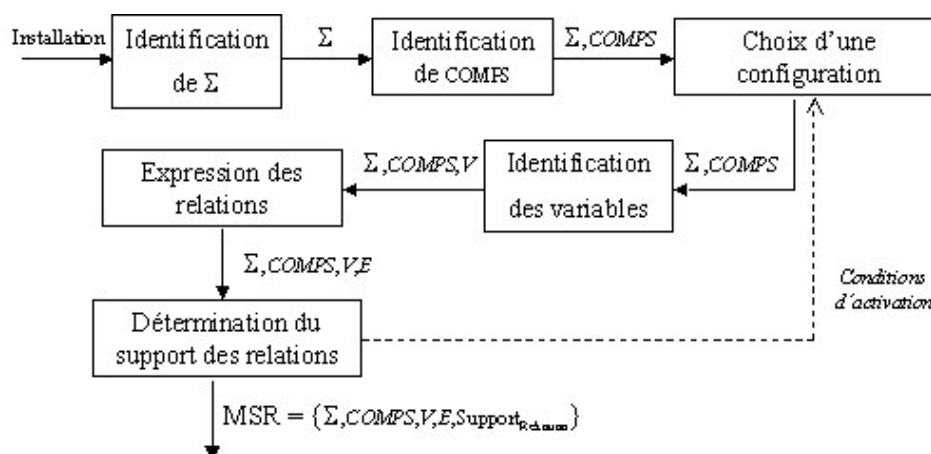 Installation
Identification
de Σ
Σ
Identification
de COMPS
Σ,COMPS
Choix d'une
configuration
Σ,COMPS
Identification
des variables
Σ,COMPS,V
Expression des
relations
Σ,COMPS,V,E
Conditions
d'activation
Détermination du
support des relations
MSR = {Σ,COMPS,V,E,Support}